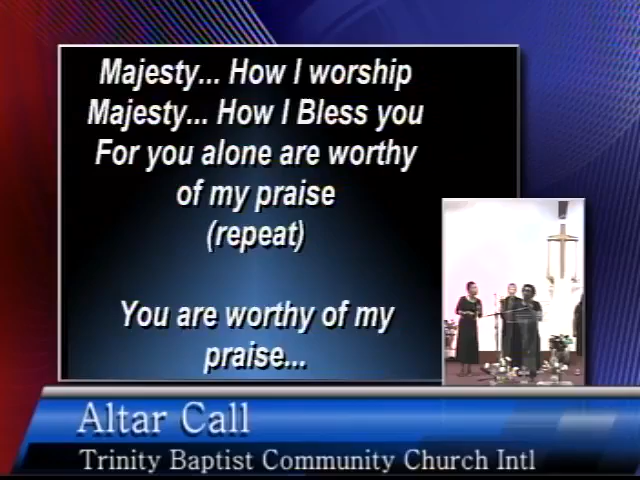 Majesty... How I worship
Majesty... How I Bless you
For you alone are worthy
of my praise
(repeat)
You are worthy of my
praise...
Altar Call
Trinity Baptist Community Church Intl